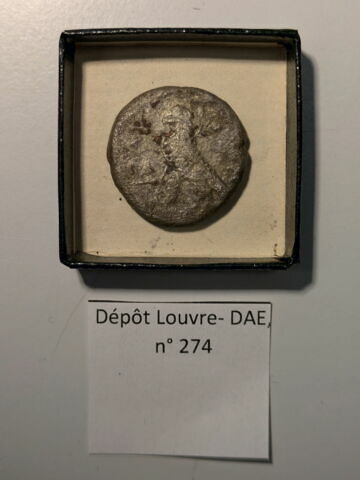 Dépôt Louvre- DAE,
n° 274